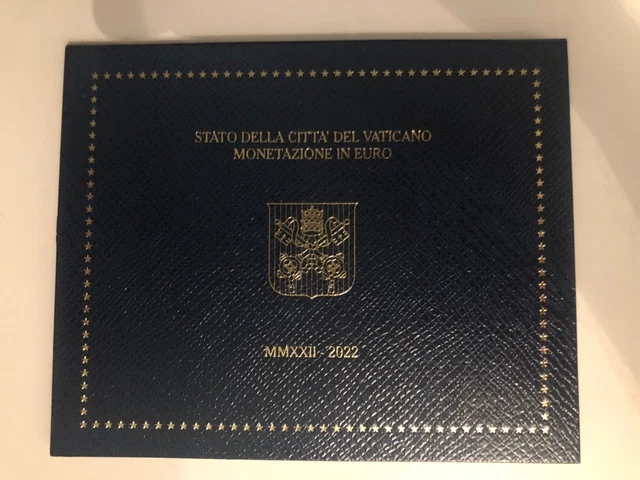 STATO DELLA CITTA' DEL VATICANO
MONETAZIONE IN EURO
MMXXII - 2022